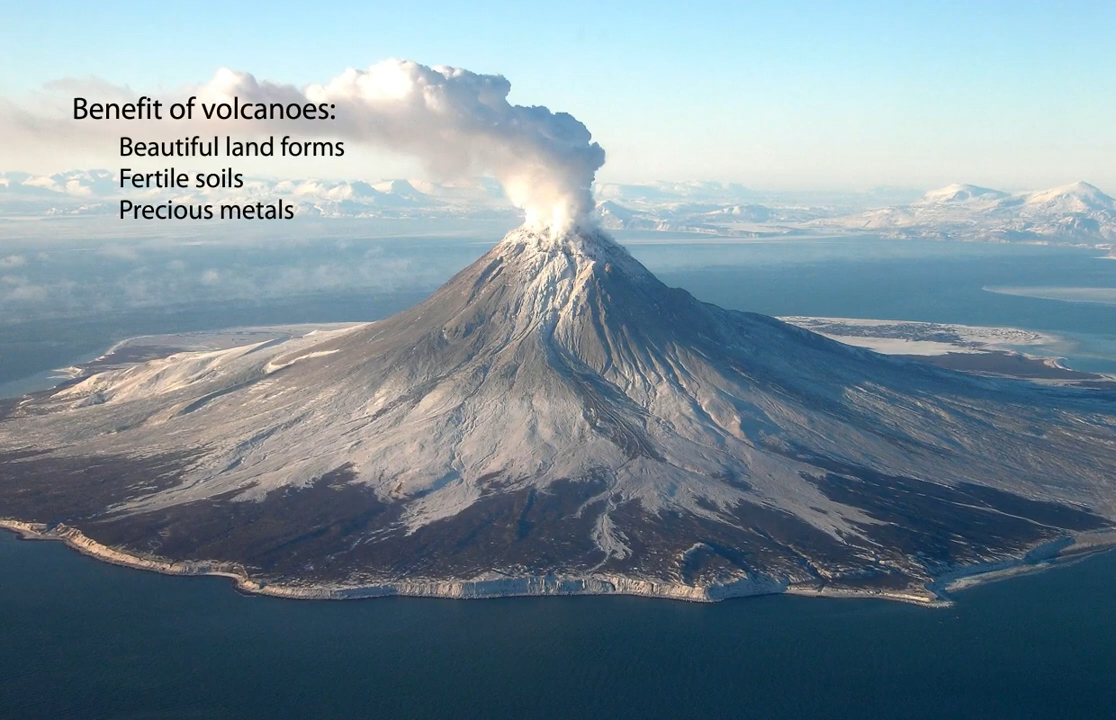 Benefit of volcanoes:
Beautiful land forms
Fertile soils
Precious metals